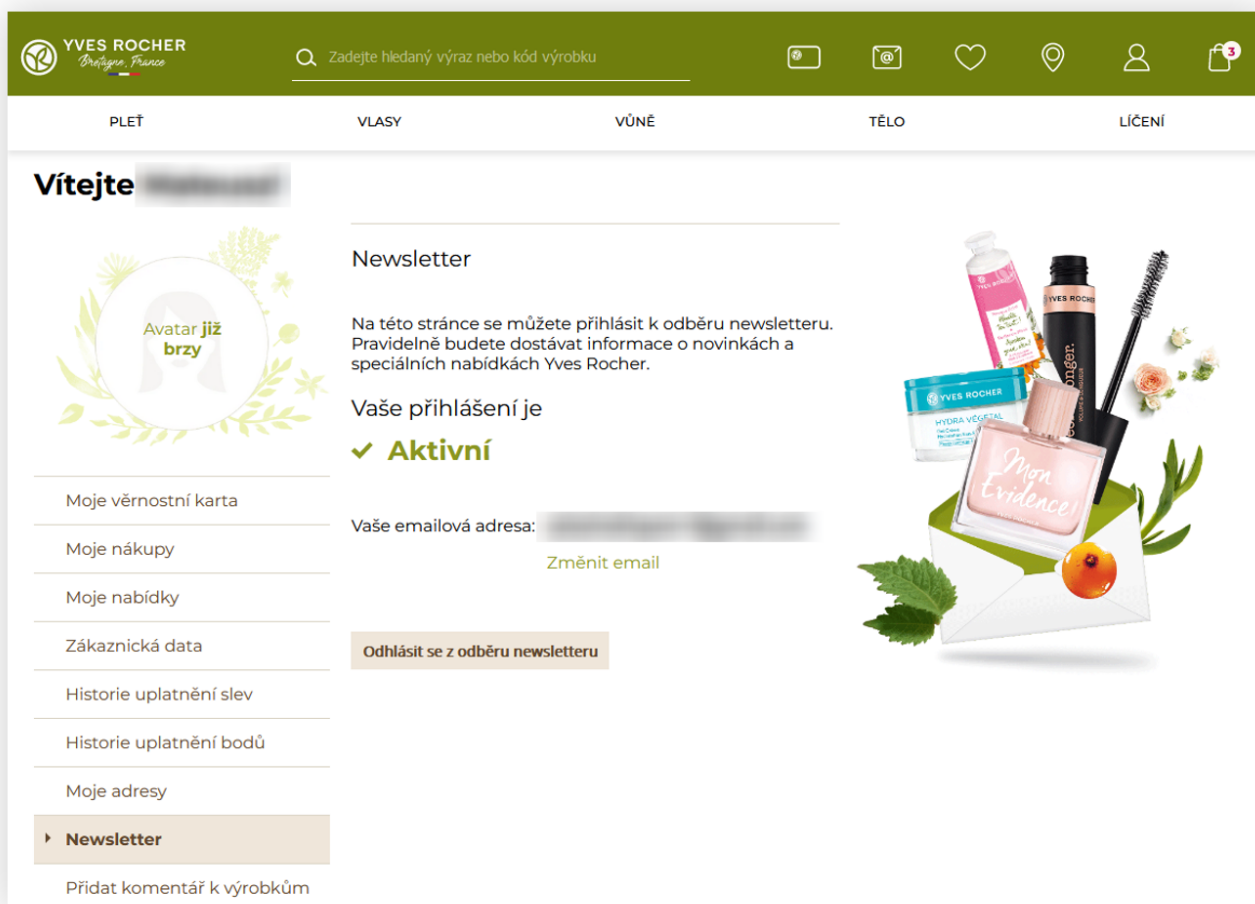 YVES ROCHER
Bretagne, France
Zadejte hledaný výraz nebo kód výrobku
@
3
PLEŤ
VLASY
VŮNĚ
TĚLO
LÍČENÍ
Vítejte
Avatar již
brzy
Newsletter
Na této stránce se můžete přihlásit k odběru newsletteru.
Pravidelně budete dostávat informace o novinkách a
speciálních nabídkách Yves Rocher.
Vaše přihlášení je
Aktivní
Vaše emailová adresa:
Změnit email
Odhlásit se z odběru newsletteru
Moje věrnostní karta
Moje nákupy
Moje nabídky
Zákaznická data
Historie uplatnění slev
Historie uplatnění bodů
Moje adresy
Newsletter
Přidat komentář k výrobkům
YVES ROCHER
YVES ROCHER
HYDRA VÉGÉTAL
Mon
Evidence!
YVES ROCHER